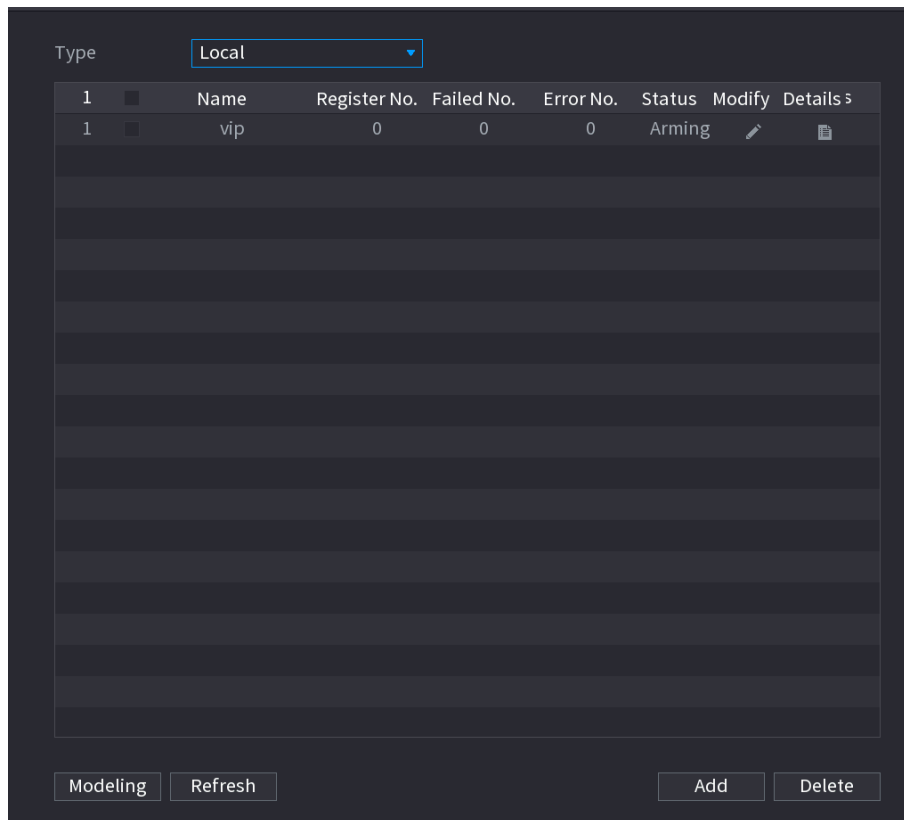 Type Local
1 Name Register No. Failed No. Error No. Status Modify Details s
1 vip 0 0 0 Arming
Modeling Refresh Add Delete